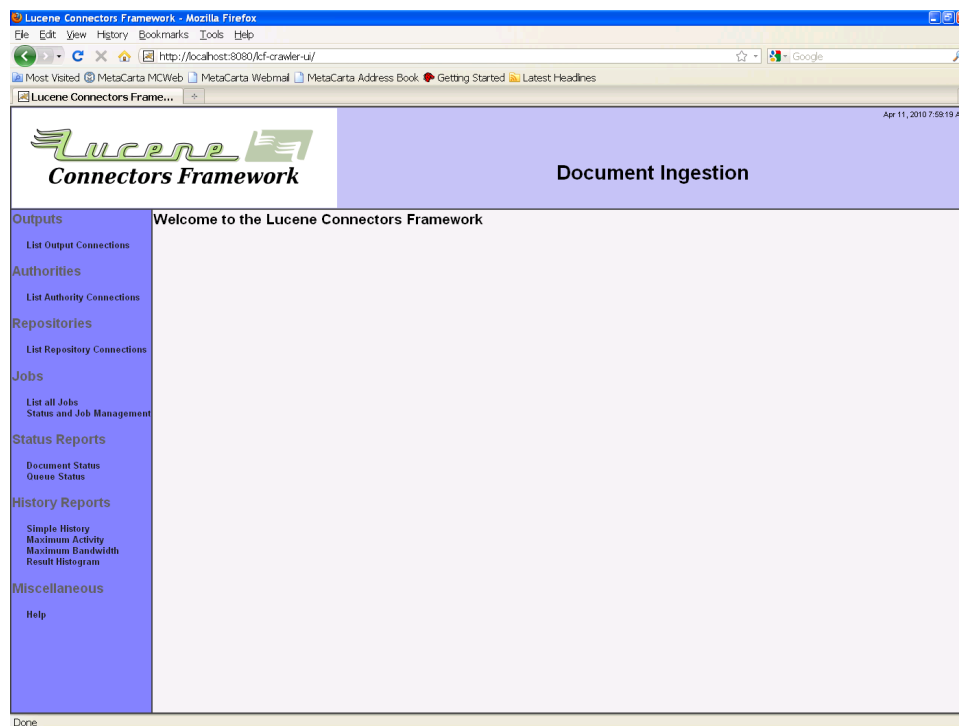 Lucene Connectors Framework - Mozilla Firefox
File Edit View History Bookmarks Tools Help
http://localhost:8080/lcf-crawler-ui/
Google
Most Visited MetaCarta MCWeb MetaCarta Webmail MetaCarta Address Book Getting Started Latest Headlines
Lucene Connectors Frame...
Apr 11, 2010 7:59:19 A
Lucene
Connectors Framework
Document Ingestion
Outputs
Welcome to the Lucene Connectors Framework
List Output Connections
Authorities
List Authority Connections
Repositories
List Repository Connections
Jobs
List all Jobs
Status and Job Management
Status Reports
Document Status
Queue Status
History Reports
Simple History
Maximum Activity
Maximum Bandwidth
Result Histogram
Miscellaneous
Help
Done